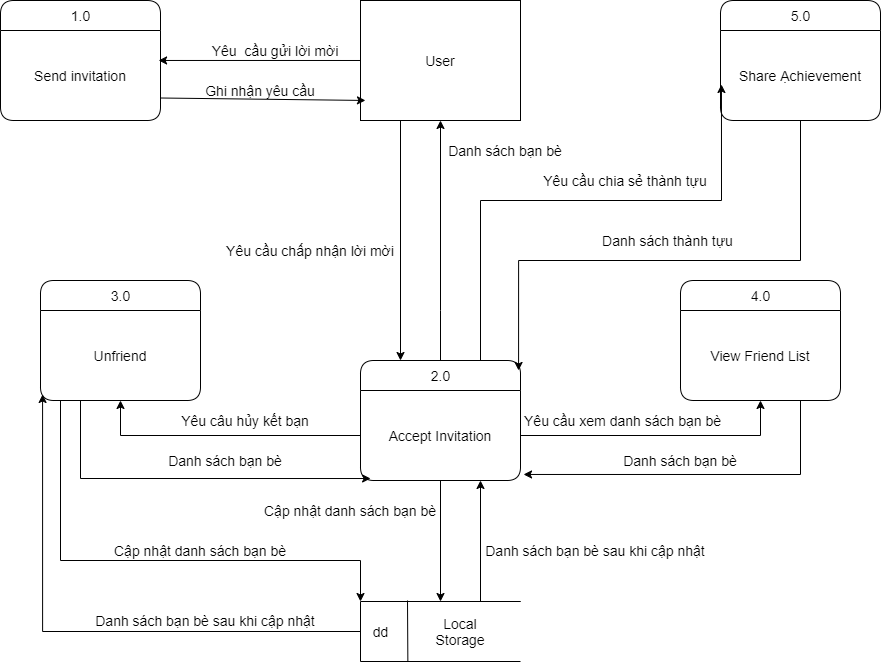 1.0
5.0
Yêu cầu gửi lời mời
User
Send invitation
Share Achievement
Ghi nhận yêu cầu
Danh sách bạn bè
Yêu cầu chia sẻ thành tựu
Yêu cầu chấp nhận lời mời
Danh sách thành tựu
3.0
4.0
Unfriend
View Friend List
2.0
Yêu câu hủy kết bạn
Accept Invitation
Yêu cầu xem danh sách bạn bè
Danh sách bạn bè
Danh sách bạn bè
Cập nhật danh sách bạn bè
Cập nhật danh sách bạn bè
Danh sách bạn bè sau khi cập nhật
Danh sách bạn bè sau khi cập nhật
dd
Local
Storage